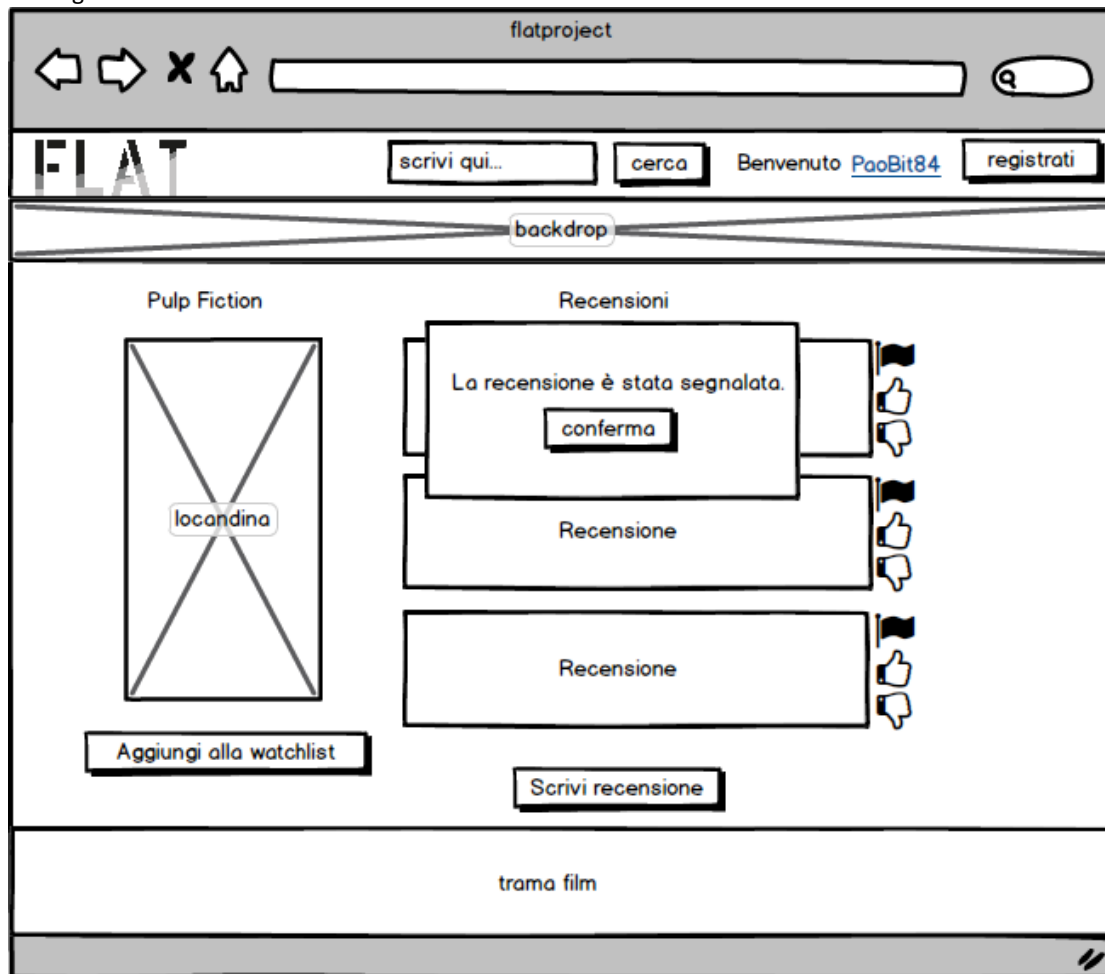 flatproject
FLAT
scrivi qui...
cerca
Benvenuto PaoBit84
registrati
backdrop
Pulp Fiction
Recensioni
La recensione è stata segnalata.
conferma
locandina
Recensione
Recensione
Aggiungi alla watchlist
Scrivi recensione
trama film